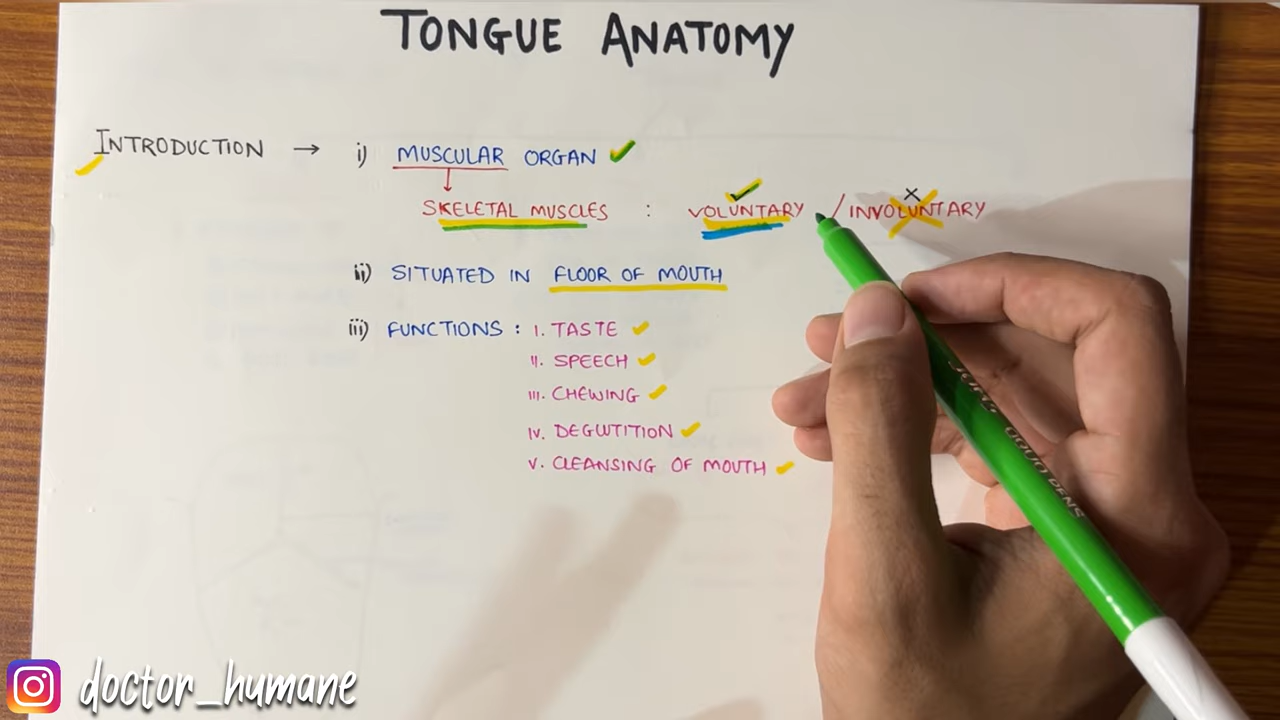 TONGUE ANATOMY
INTRODUCTION → i) MUSCULAR ORGAN ✓
SKELETAL MUSCLES : VOLUNTARY ✓ / INVOLUNTARY ×
ii) SITUATED IN FLOOR OF MOUTH
iii) FUNCTIONS : I. TASTE ✓
II. SPEECH ✓
III. CHEWING ✓
IV. DEGLUTITION ✓
V. CLEANSING OF MOUTH ✓
doctor_humane